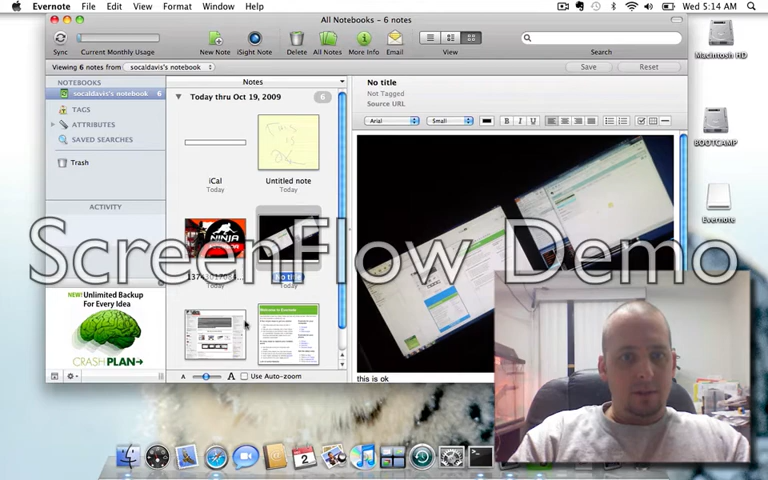 Evernote File Edit View Format Window Help Wed 5:14 AM
All Notebooks - 6 notes
Sync Current Monthly Usage New Note iSight Note Delete All Notes More Info Email View Search
Viewing 6 notes from socaldavis's notebook Save Reset
NOTEBOOKS
socaldavis's notebook 6
TAGS
ATTRIBUTES
SAVED SEARCHES
Trash
ACTIVITY
NEW! Unlimited Backup
For Every Idea
CRASHPLAN
Notes
Today thru Oct 19, 2009 6
iCal
Today
Untitled note
Today
NINJA
No title
Today
Today
Welcome to Evernote
A A Use Auto-zoom
No title
Not Tagged
Source URL
Arial Small B I U
this is ok
Macintosh HD
BOOTCAMP
Evernote
ScreenFlow Demo
2